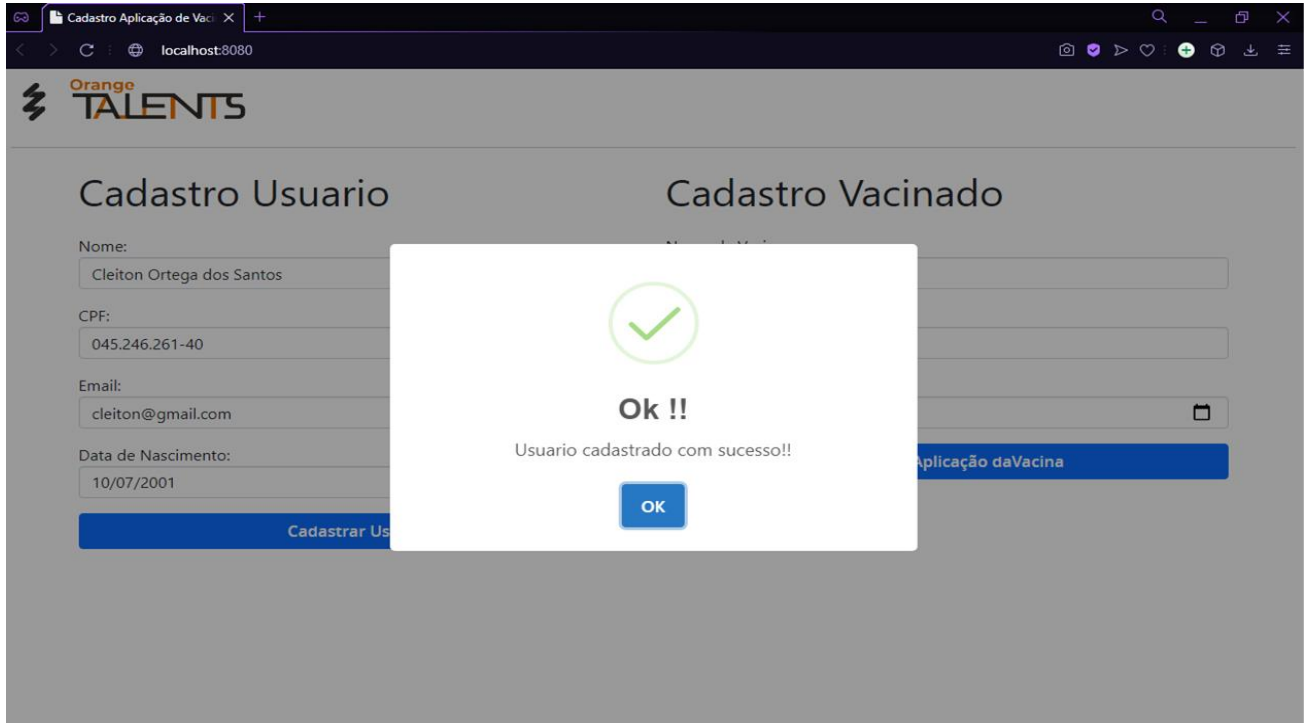 Cadastro Aplicação de Vaci
localhost:8080
Orange
TALENTS
Cadastro Usuario
Nome:
Cleiton Ortega dos Santos
CPF:
045.246.261-40
Email:
cleiton@gmail.com
Data de Nascimento:
10/07/2001
Cadastrar Us
Cadastro Vacinado
Aplicação daVacina
Ok !!
Usuario cadastrado com sucesso!!
OK